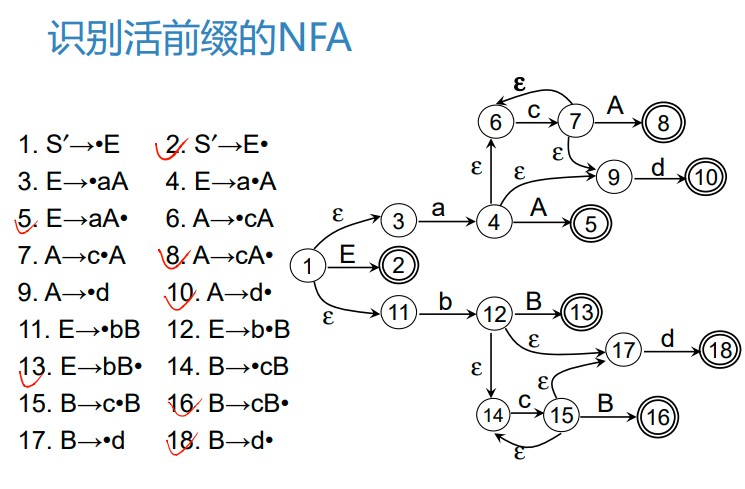 识别活前缀的NFA
1. S′→•E 2. S′→E•
3. E→•aA 4. E→a•A
5. E→aA• 6. A→•cA
7. A→c•A 8. A→cA•
9. A→•d 10. A→d•
11. E→•bB 12. E→b•B
13. E→bB• 14. B→•cB
15. B→c•B 16. B→cB•
17. B→•d 18. B→d•
ε
6 c 7 A 8
ε ε ε 9 d 10
ε 3 a 4 A 5
1 E 2
ε 11 b 12 B 13
ε ε 17 d 18
ε
14 c 15 B 16
ε